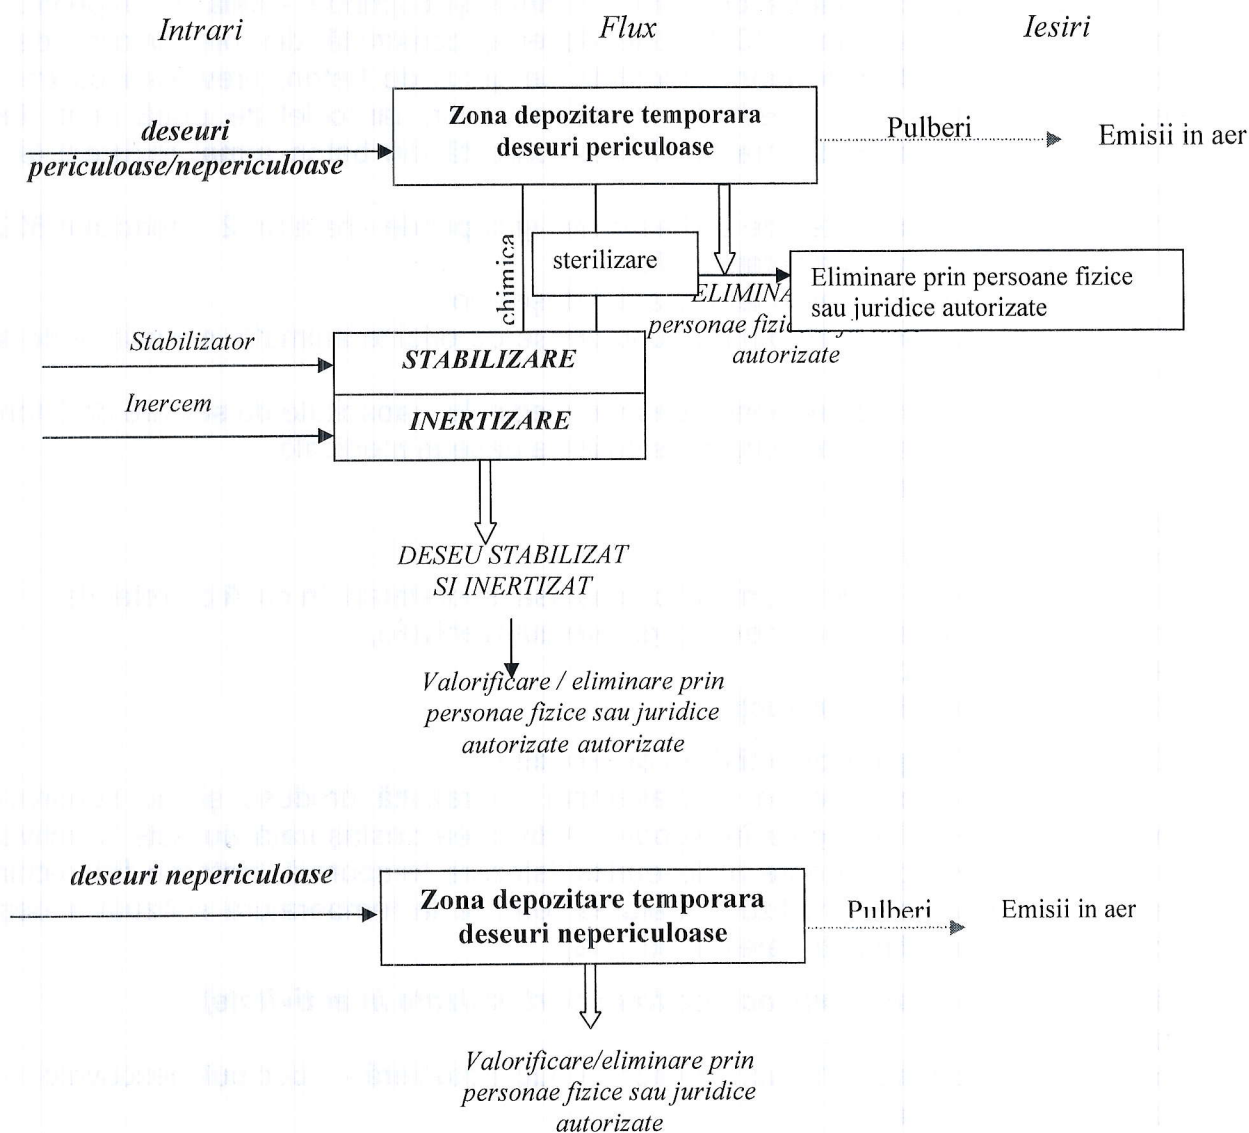 Intrari
Flux
Iesiri
deseuri
periculoase/nepericuloase
Zona depozitare temporara
deseuri periculoase
Pulberi
Emisii in aer
chimica
sterilizare
Eliminare prin persoane fizice
sau juridice autorizate
ELIMINA
personae fizic
autorizate
Stabilizator
STABILIZARE
Inercem
INERTIZARE
DESEU STABILIZAT
SI INERTIZAT
Valorificare / eliminare prin
personae fizice sau juridice
autorizate autorizate
deseuri nepericuloase
Zona depozitare temporara
deseuri nepericuloase
Pulberi
Emisii in aer
Valorificare/eliminare prin
personae fizice sau juridice
autorizate